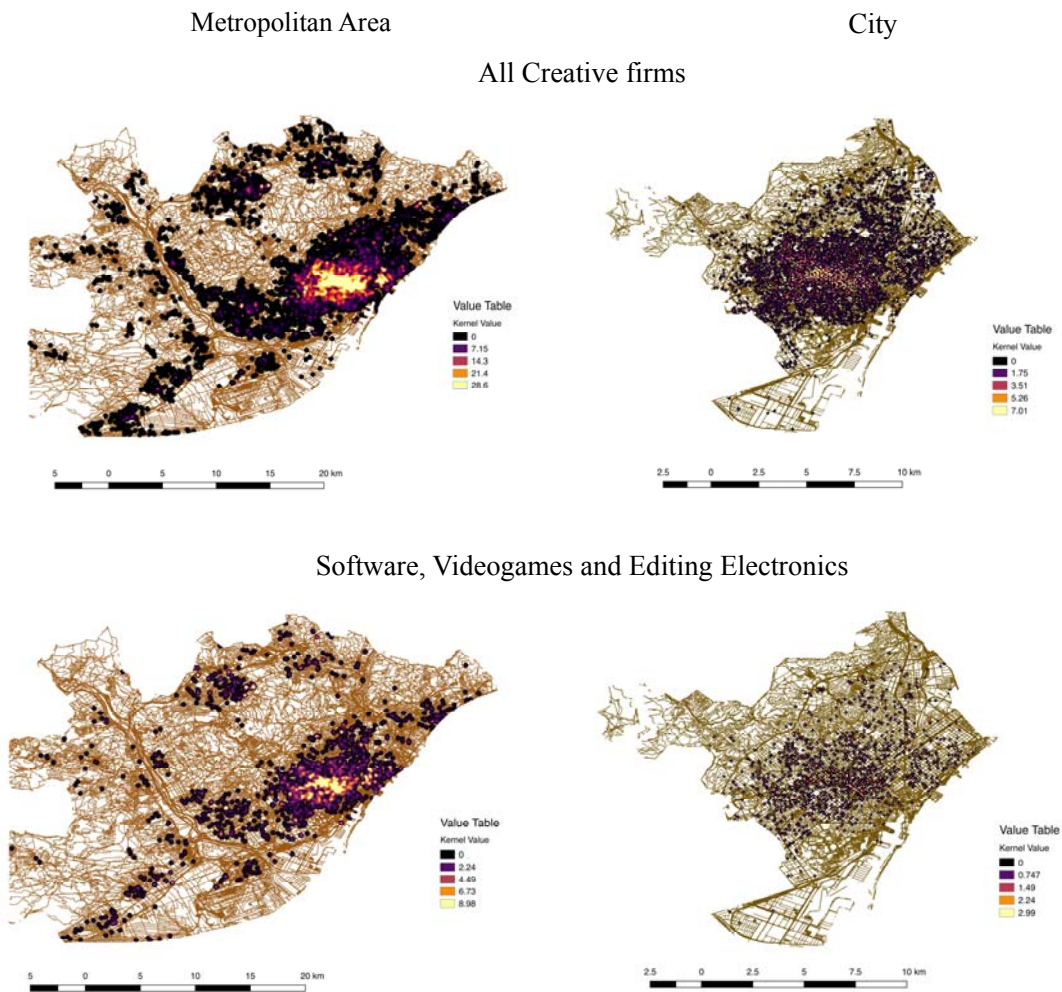 Metropolitan Area
City
All Creative firms
Value Table
Kernel Value
0
7.15
14.3
21.4
28.6
5 0 5 10 15 20 km
Value Table
Kernel Value
0
1.75
3.51
5.26
7.01
2.5 0 2.5 5 7.5 10 km
Software, Videogames and Editing Electronics
Value Table
Kernel Value
0
2.24
4.49
6.73
8.98
5 0 5 10 15 20 km
Value Table
Kernel Value
0
0.747
1.49
2.24
2.99
2.5 0 2.5 5 7.5 10 km